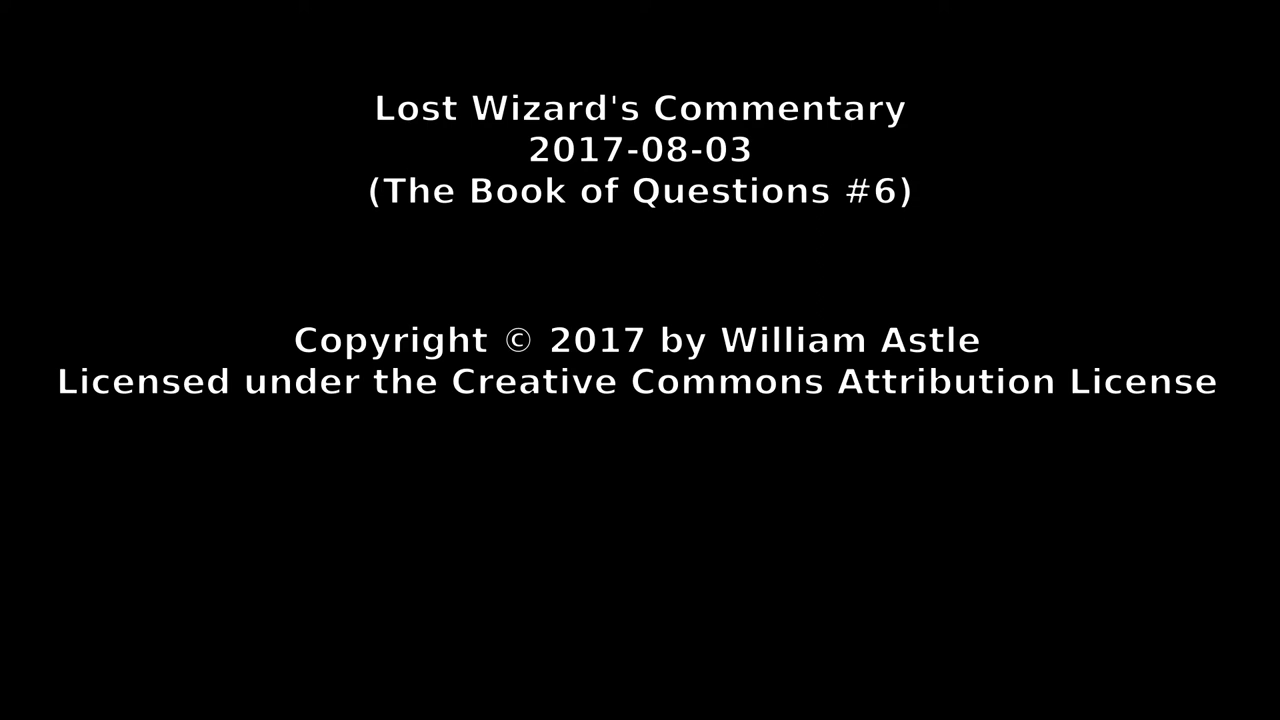 Lost Wizard's Commentary
2017-08-03
(The Book of Questions #6)
Copyright © 2017 by William Astle
Licensed under the Creative Commons Attribution License